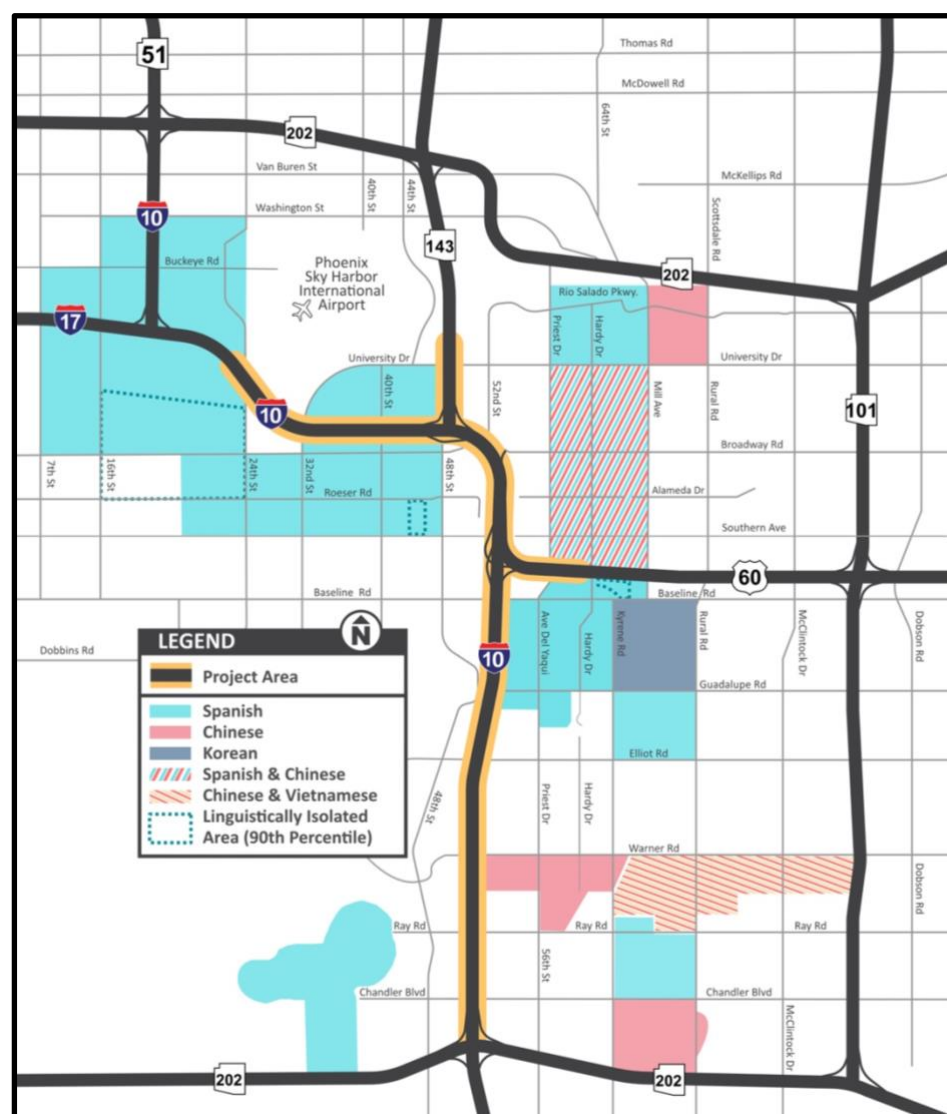 Thomas Rd
51
McDowell Rd
64th St
202
Van Buren St
40th St
44th St
McKellips Rd
Washington St
Scottsdale Rd
10
143
Buckeye Rd
Phoenix
Sky Harbor
International
Airport
202
Rio Salado Pkwy.
17
Priest Dr
Hardy Dr
University Dr
University Dr
40th St
52nd St
Mill Ave
Rural Rd
10
101
Broadway Rd
7th St
16th St
24th St
32nd St
48th St
Roeser Rd
Alameda Dr
Southern Ave
60
Baseline Rd
Baseline Rd
Ave Del Yaqui
Hardy Dr
Kyrene Rd
Rural Rd
McClintock Dr
Dobson Rd
N
LEGEND
Dobbins Rd
10
Project Area
Guadalupe Rd
Spanish
Chinese
Korean
Elliot Rd
Spanish & Chinese
Chinese & Vietnamese
Linguistically Isolated
Area (90th Percentile)
48th St
Priest Dr
Hardy Dr
Warner Rd
Dobson Rd
Ray Rd
Ray Rd
Ray Rd
56th St
Chandler Blvd
Chandler Blvd
McClintock Dr
202
202